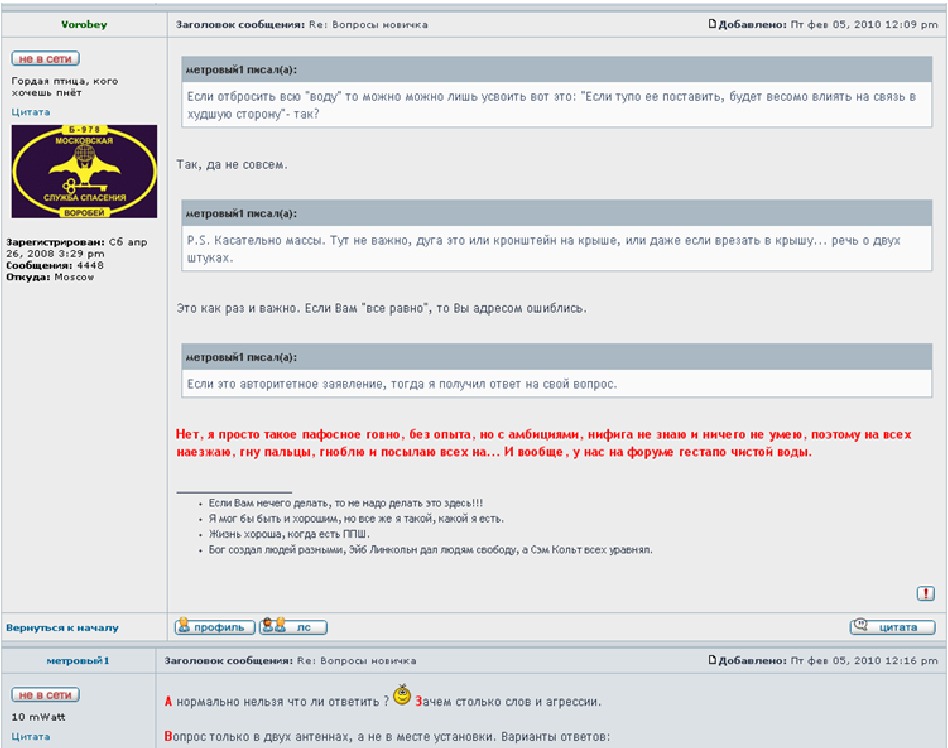 Vorobey
Заголовок сообщения: Re: Вопросы новичка
Добавлено: Пт фев 05, 2010 12:09 pm
не в сети
Гордая птица, кого
хочешь пнёт
Цитата
Б-978
МОСКОВСКАЯ
СЛУЖБА СПАСЕНИЯ
ВОРОБЕЙ
Зарегистрирован: Сб апр
26, 2008 3:29 pm
Сообщения: 4448
Откуда: Moscow
метровый1 писал(а):
Если отбросить всю "воду" то можно можно лишь усвоить вот это: "Если тупо ее поставить, будет весомо влиять на связь в
худшую сторону"- так?
Так, да не совсем.
метровый1 писал(а):
P.S. Касательно массы. Тут не важно, дуга это или кронштейн на крыше, или даже если врезать в крышу... речь о двух
штуках.
Это как раз и важно. Если Вам "все равно", то Вы адресом ошиблись.
метровый1 писал(а):
Если это авторитетное заявление, тогда я получил ответ на свой вопрос.
Нет, я просто такое пафосное говно, без опыта, но с амбициями, нифига не знаю и ничего не умею, поэтому на всех
наезжаю, гну пальцы, гноблю и посылаю всех на... И вообще, у нас на форуме гестапо чистой воды.
• Если Вам нечего делать, то не надо делать это здесь!!!
• Я мог бы быть и хорошим, но все же я такой, какой я есть.
• Жизнь хороша, когда есть ППШ.
• Бог создал людей разными, Эйб Линкольн дал людям свободу, а Сэм Кольт всех уравнял.
!
Вернуться к началу
профиль
лс
цитата
метровый1
Заголовок сообщения: Re: Вопросы новичка
Добавлено: Пт фев 05, 2010 12:16 pm
не в сети
10 mWatt
Цитата
А нормально нельзя что ли ответить ? Зачем столько слов и агрессии.
Вопрос только в двух антеннах, а не в месте установки. Варианты ответов: